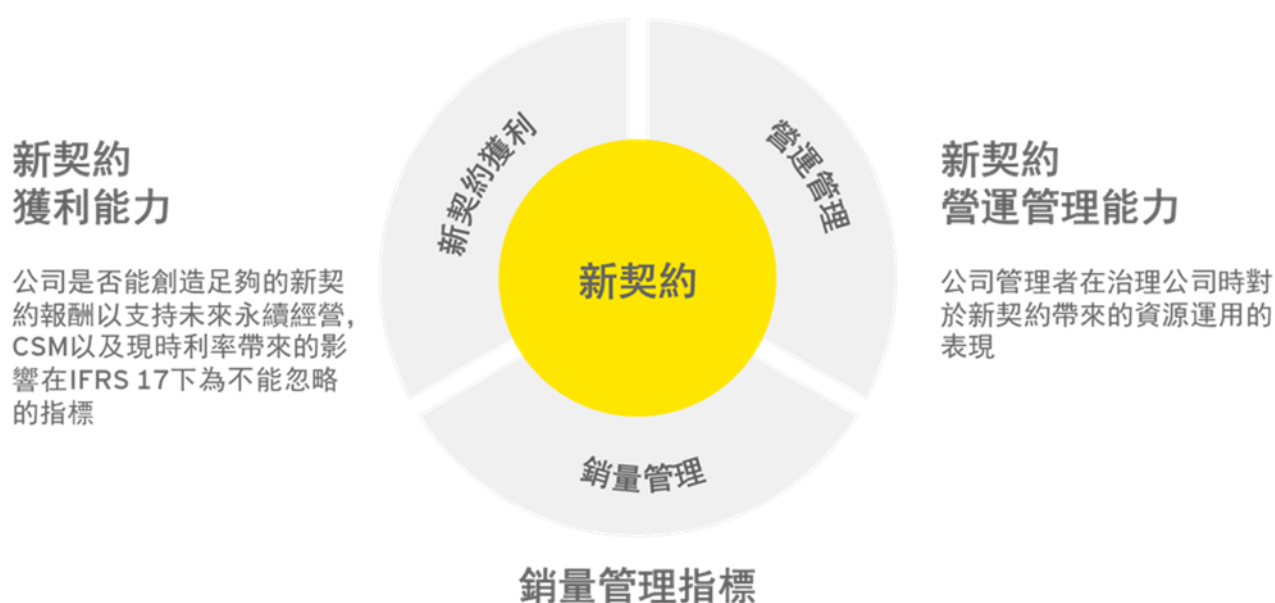 新契約
獲利能力
公司是否能創造足夠的新契
約報酬以支持未來永續經營，
CSM以及現時利率帶來的影
響在IFRS 17下為不能忽略
的指標
新契約獲利
營運管理
新契約
銷量管理
新契約
營運管理能力
公司管理者在治理公司時對
於新契約帶來的資源運用的
表現
銷量管理指標